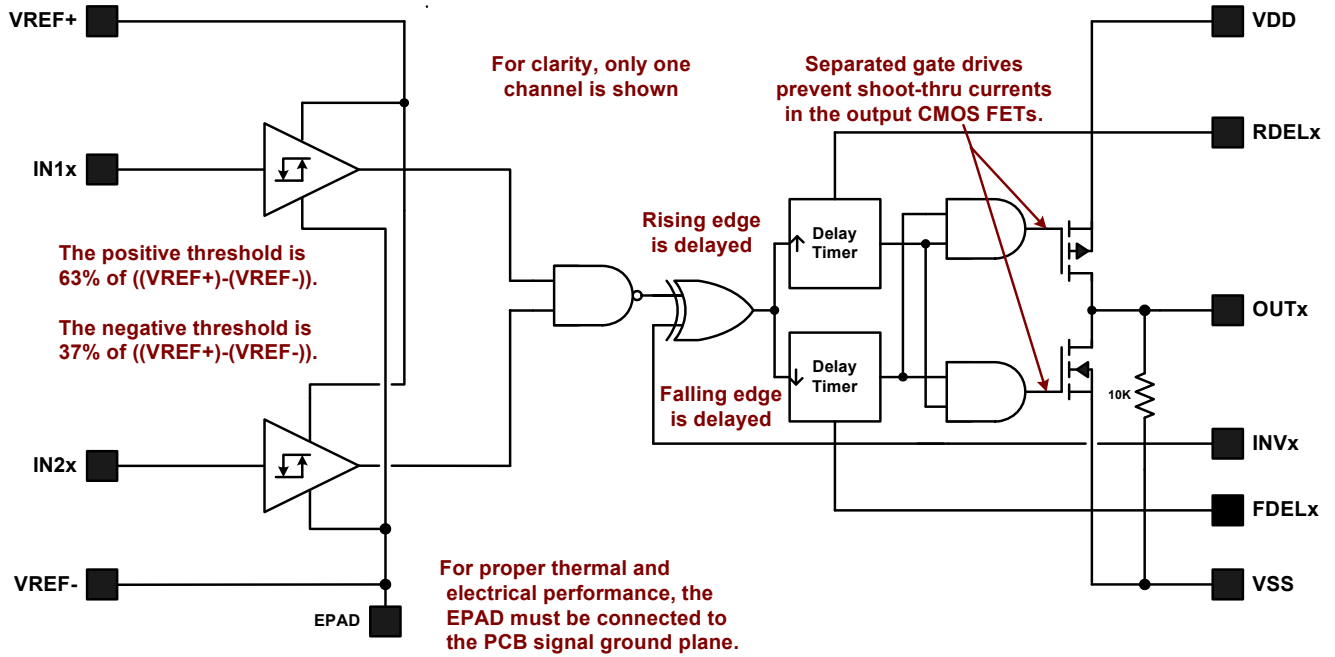 VREF+
VDD
For clarity, only one
channel is shown
Separated gate drives
prevent shoot-thru currents
in the output CMOS FETs.
RDELx
IN1x
Rising edge
is delayed
Delay
Timer
The positive threshold is
63% of ((VREF+)-(VREF-)).
The negative threshold is
37% of ((VREF+)-(VREF-)).
OUTx
Delay
Timer
Falling edge
is delayed
10K
INVx
IN2x
FDELx
For proper thermal and
electrical performance, the
EPAD must be connected to
the PCB signal ground plane.
VREF-
VSS
EPAD